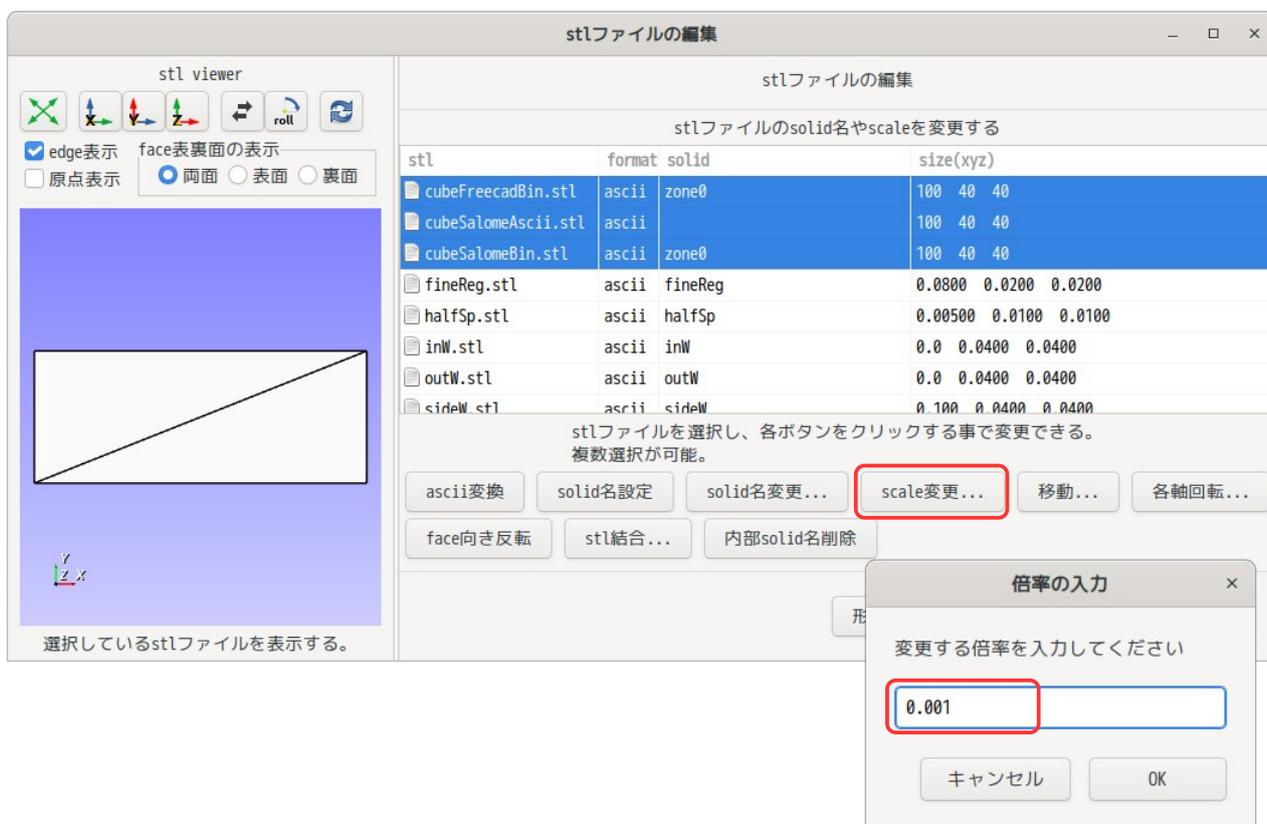 stlファイルの編集
stl viewer
X
Y
Z
roll
edge表示
face表裏面の表示
原点表示
両面
表面
裏面
Y
Z X
選択しているstlファイルを表示する。
stlファイルの編集
stlファイルのsolid名やscaleを変更する
stl format solid size(xyz)
cubeFreecadBin.stl ascii zone0 100 40 40
cubeSalomeAscii.stl ascii 100 40 40
cubeSalomeBin.stl ascii zone0 100 40 40
fineReg.stl ascii fineReg 0.0800 0.0200 0.0200
halfSp.stl ascii halfSp 0.00500 0.0100 0.0100
inW.stl ascii inW 0.0 0.0400 0.0400
outW.stl ascii outW 0.0 0.0400 0.0400
sideW.stl ascii sideW 0.100 0.0400 0.0400
stlファイルを選択し、各ボタンをクリックする事で変更できる。
複数選択が可能。
ascii変換 solid名設定 solid名変更... scale変更... 移動... 各軸回転...
face向き反転 stl結合... 内部solid名削除
形
倍率の入力
変更する倍率を入力してください
0.001
キャンセル OK